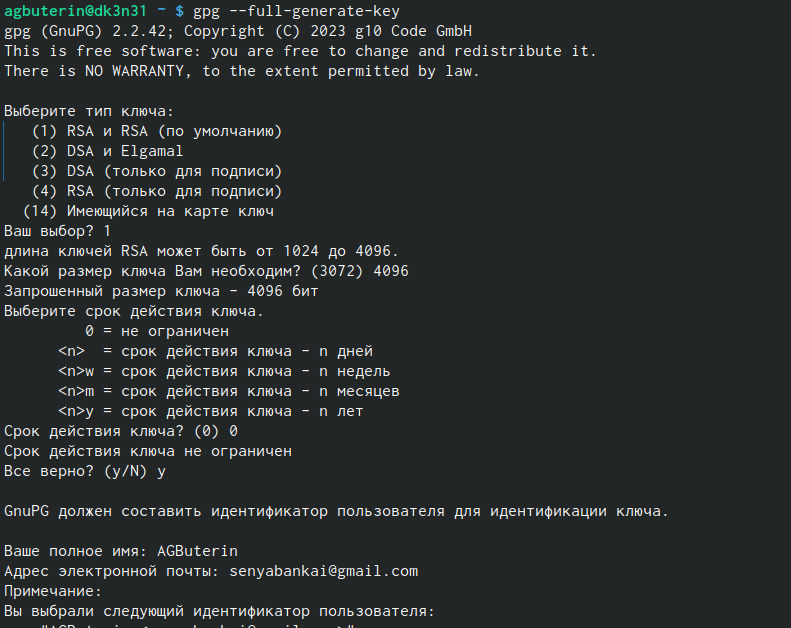 agbuterin@dk3n31 ~ $ gpg --full-generate-key
gpg (GnuPG) 2.2.42; Copyright (C) 2023 g10 Code GmbH
This is free software: you are free to change and redistribute it.
There is NO WARRANTY, to the extent permitted by law.
Выберите тип ключа:
(1) RSA и RSA (по умолчанию)
(2) DSA и Elgamal
(3) DSA (только для подписи)
(4) RSA (только для подписи)
(14) Имеющийся на карте ключ
Ваш выбор? 1
длина ключей RSA может быть от 1024 до 4096.
Какой размер ключа Вам необходим? (3072) 4096
Запрошенный размер ключа - 4096 бит
Выберите срок действия ключа.
0 = не ограничен
<n>  = срок действия ключа - n дней
<n>w = срок действия ключа - n недель
<n>m = срок действия ключа - n месяцев
<n>y = срок действия ключа - n лет
Срок действия ключа? (0) 0
Срок действия ключа не ограничен
Все верно? (y/N) y
GnuPG должен составить идентификатор пользователя для идентификации ключа.
Ваше полное имя: AGButerin
Адрес электронной почты: senyabankai@gmail.com
Примечание:
Вы выбрали следующий идентификатор пользователя: